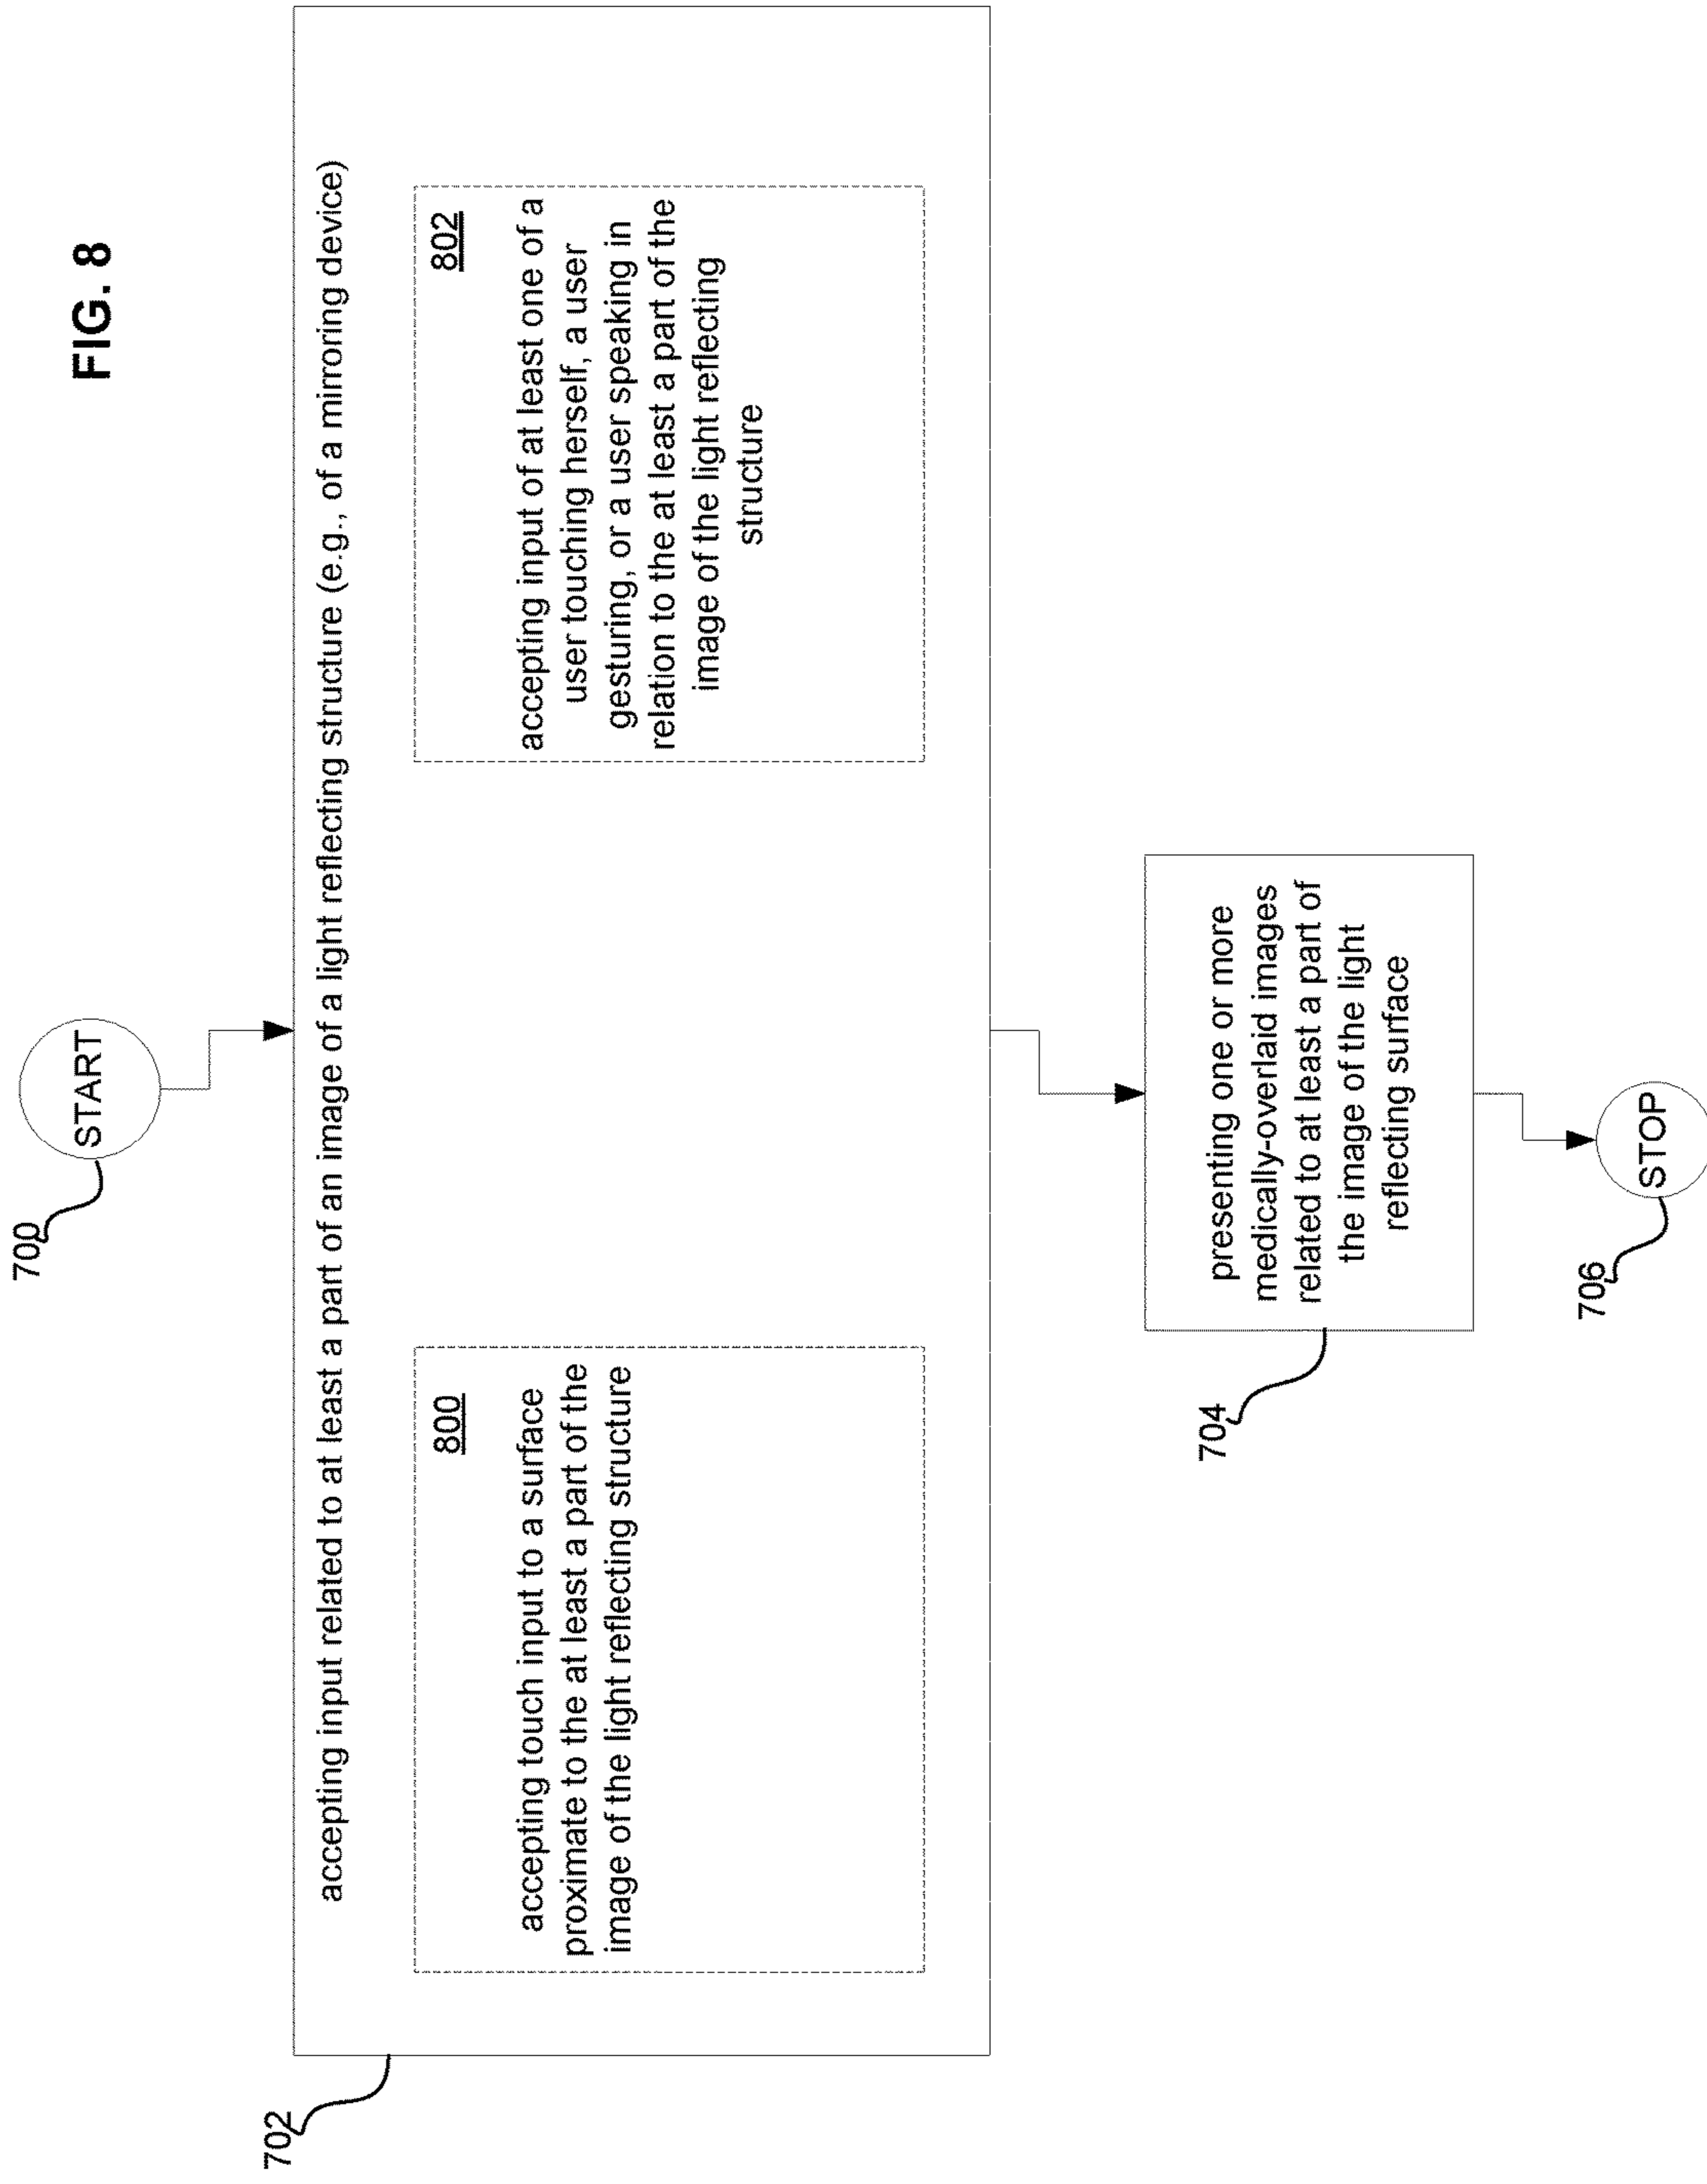 FIG. 8
700
START
702
accepting input related to at least a part of an image of a light reflecting structure (e.g., of a mirroring device)
800
accepting touch input to a surface
proximate to the at least a part of the
image of the light reflecting structure
802
accepting input of at least one of a
user touching herself, a user
gesturing, or a user speaking in
relation to the at least a part of the
image of the light reflecting
structure
704
presenting one or more
medically-overlaid images
related to at least a part of
the image of the light
reflecting surface
706
STOP